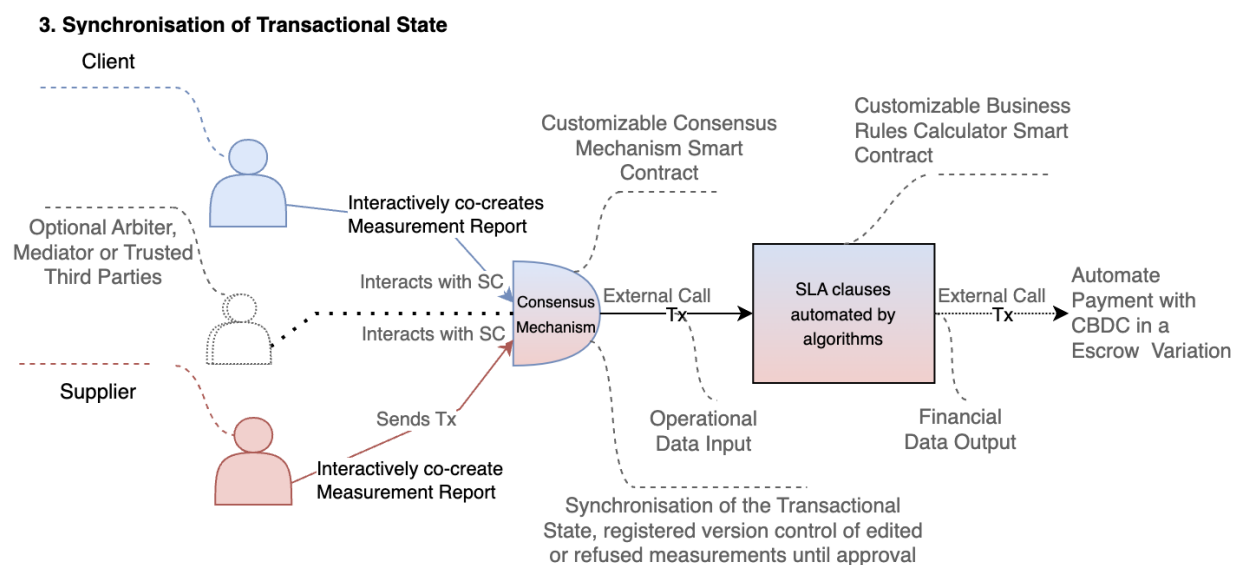 3. Synchronisation of Transactional State
Client
Optional Arbiter,
Mediator or Trusted
Third Parties
Supplier
Interactively co-creates
Measurement Report
Interacts with SC
Interacts with SC
Sends Tx
Interactively co-create
Measurement Report
Customizable Consensus
Mechanism Smart
Contract
Consensus
Mechanism
External Call
Tx
Operational
Data Input
Synchronisation of the Transactional
State, registered version control of edited
or refused measurements until approval
Customizable Business
Rules Calculator Smart
Contract
SLA clauses
automated by
algorithms
External Call
Tx
Financial
Data Output
Automate
Payment with
CBDC in a
Escrow Variation